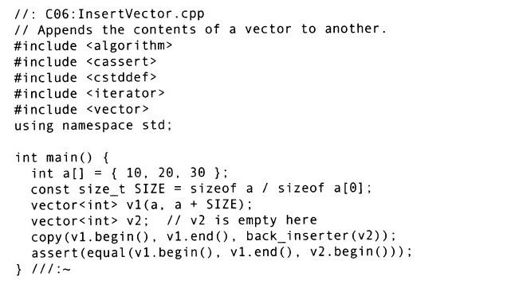 //: C06:InsertVector.cpp
// Appends the contents of a vector to another.
#include <algorithm>
#include <cassert>
#include <cstddef>
#include <iterator>
#include <vector>
using namespace std;

int main() {
  int a[] = { 10, 20, 30 };
  const size_t SIZE = sizeof a / sizeof a[0];
  vector<int> v1(a, a + SIZE);
  vector<int> v2;  // v2 is empty here
  copy(v1.begin(), v1.end(), back_inserter(v2));
  assert(equal(v1.begin(), v1.end(), v2.begin()));
} ///:~